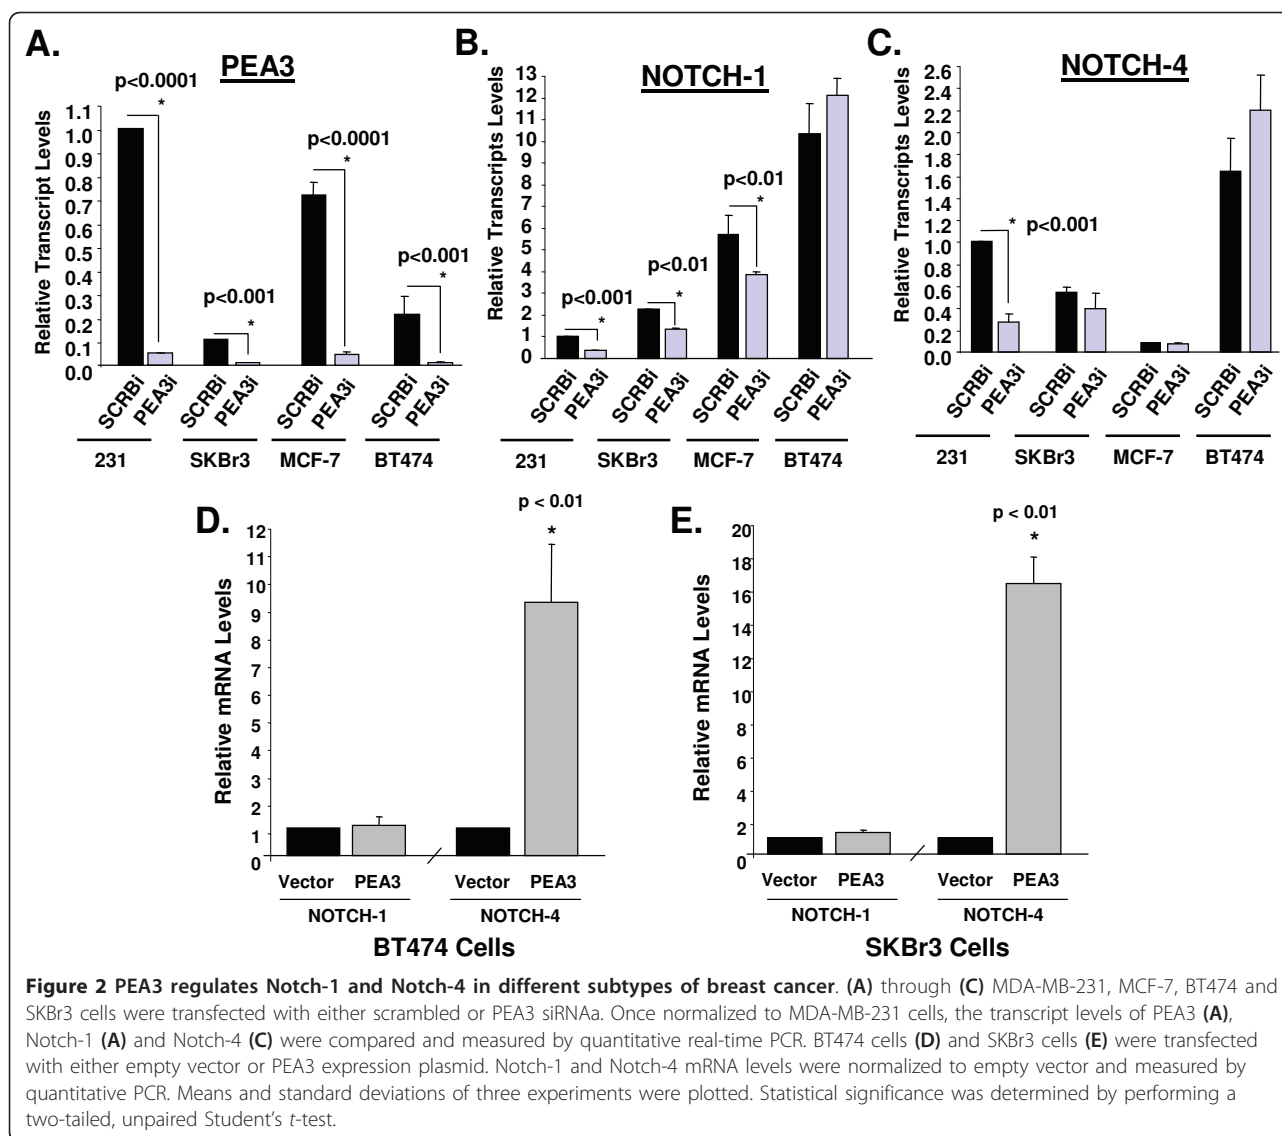 A.
PEA3
p<0.0001
*
p<0.001
*
p<0.0001
*
p<0.001
*
Relative Transcript Levels
1.1
1.0
0.9
0.8
0.7
0.6
0.5
0.4
0.3
0.2
0.1
0.0
SCRBi PEA3i SCRBi PEA3i SCRBi PEA3i SCRBi PEA3i
231 SKBr3 MCF-7 BT474
B.
NOTCH-1
p<0.001
*
p<0.01
*
p<0.01
*
Relative Transcripts Levels
13
12
11
10
9
8
7
6
5
4
3
2
1
0
SCRBi PEA3i SCRBi PEA3i SCRBi PEA3i SCRBi PEA3i
231 SKBr3 MCF-7 BT474
C.
NOTCH-4
* p<0.001
Relative Transcripts Levels
2.6
2.4
2.2
2.0
1.8
1.6
1.4
1.2
1.0
0.8
0.6
0.4
0.2
0.0
SCRBi PEA3i SCRBi PEA3i SCRBi PEA3i SCRBi PEA3i
231 SKBr3 MCF-7 BT474
D.
p < 0.01
*
Relative mRNA Levels
12
11
10
9
8
7
6
5
4
3
2
1
0
Vector PEA3 Vector PEA3
NOTCH-1 NOTCH-4
BT474 Cells
E.
p < 0.01
*
Relative mRNA Levels
20
18
16
14
12
10
8
6
4
2
0
Vector PEA3 Vector PEA3
NOTCH-1 NOTCH-4
SKBr3 Cells
Figure 2 PEA3 regulates Notch-1 and Notch-4 in different subtypes of breast cancer. (A) through (C) MDA-MB-231, MCF-7, BT474 and
SKBr3 cells were transfected with either scrambled or PEA3 siRNAa. Once normalized to MDA-MB-231 cells, the transcript levels of PEA3 (A),
Notch-1 (A) and Notch-4 (C) were compared and measured by quantitative real-time PCR. BT474 cells (D) and SKBr3 cells (E) were transfected
with either empty vector or PEA3 expression plasmid. Notch-1 and Notch-4 mRNA levels were normalized to empty vector and measured by
quantitative PCR. Means and standard deviations of three experiments were plotted. Statistical significance was determined by performing a
two-tailed, unpaired Student's t-test.